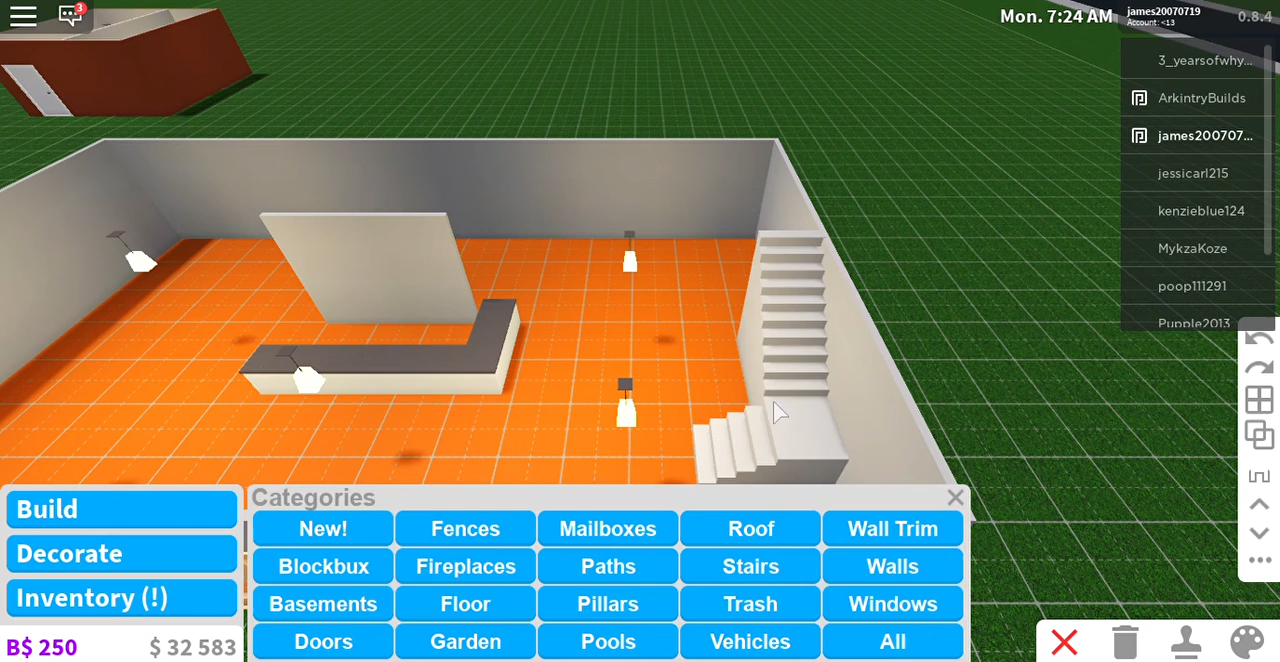 3
Mon. 7:24 AM
james20070719
Account: <13
0.8.4
3_yearsofwhy...
ArkintryBuilds
james200707...
jessicarl215
kenzieblue124
MykzaKoze
poop111291
Pupple2013
Build
Decorate
Inventory (!)
B$ 250
$ 32 583
Categories
New!
Fences
Mailboxes
Roof
Wall Trim
Blockbux
Fireplaces
Paths
Stairs
Walls
Basements
Floor
Pillars
Trash
Windows
Doors
Garden
Pools
Vehicles
All